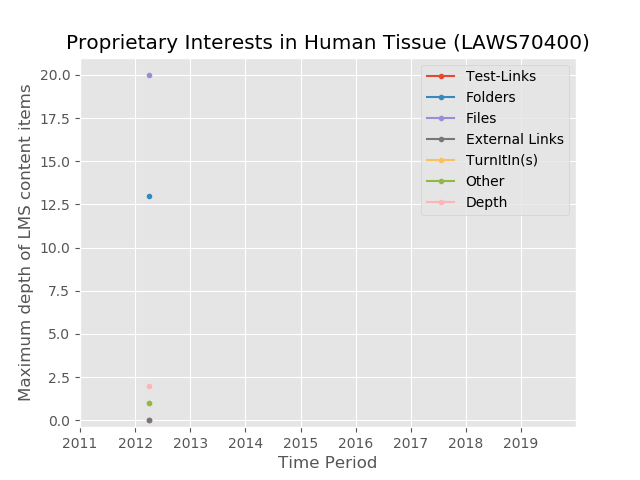 Proprietary Interests in Human Tissue (LAWS70400)
Maximum depth of LMS content items
20.0
17.5
15.0
12.5
10.0
7.5
5.0
2.5
0.0
Test-Links
Folders
Files
External Links
TurnItIn(s)
Other
Depth
2011 2012 2013 2014 2015 2016 2017 2018 2019
Time Period